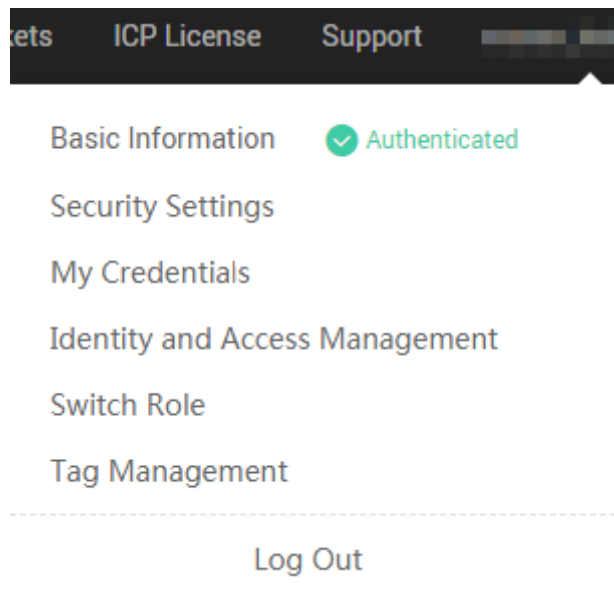 ets ICP License Support
Basic Information Authenticated
Security Settings
My Credentials
Identity and Access Management
Switch Role
Tag Management
Log Out